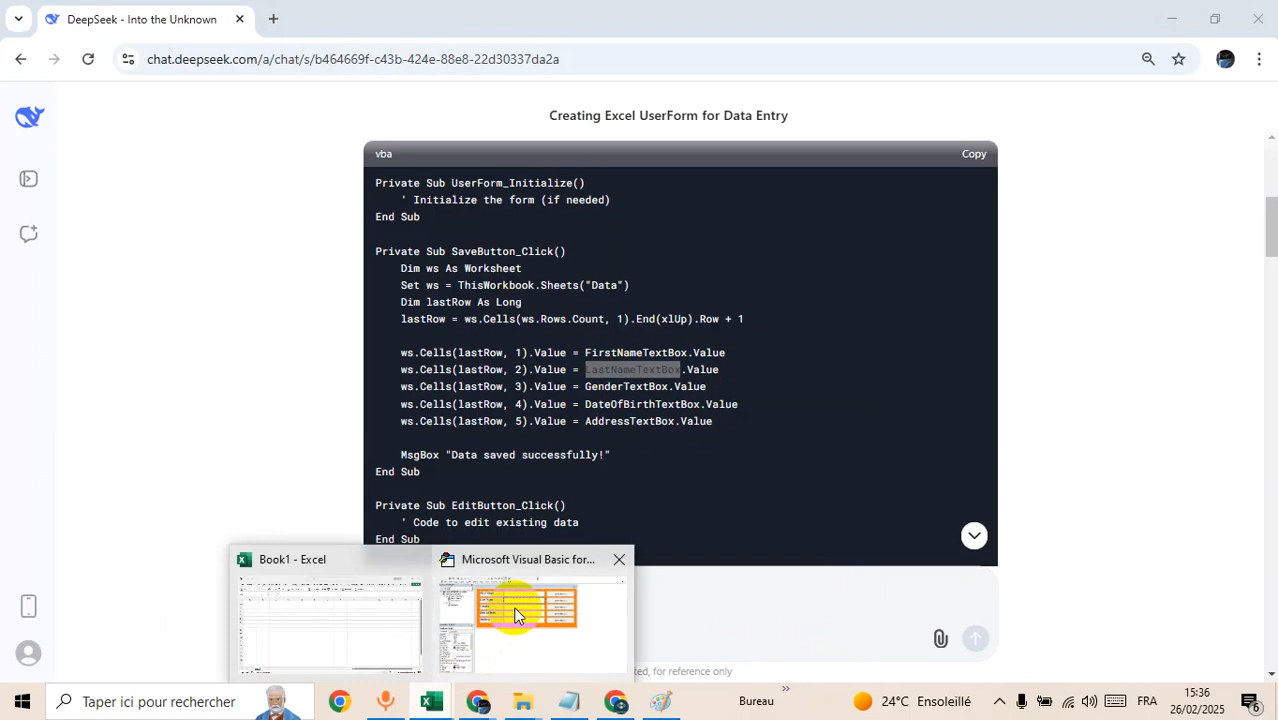 DeepSeek - Into the Unknown
chat.deepseek.com/a/chat/s/b464669f-c43b-424e-88e8-22d30337da2a
Creating Excel UserForm for Data Entry
vba
Copy
Private Sub UserForm_Initialize()
' Initialize the form (if needed)
End Sub
Private Sub SaveButton_Click()
Dim ws As Worksheet
Set ws = ThisWorkbook.Sheets("Data")
Dim lastRow As Long
lastRow = ws.Cells(ws.Rows.Count, 1).End(xlUp).Row + 1
ws.Cells(lastRow, 1).Value = FirstNameTextBox.Value
ws.Cells(lastRow, 2).Value = LastNameTextBox.Value
ws.Cells(lastRow, 3).Value = GenderTextBox.Value
ws.Cells(lastRow, 4).Value = DateOfBirthTextBox.Value
ws.Cells(lastRow, 5).Value = AddressTextBox.Value
MsgBox "Data saved successfully!"
End Sub
Private Sub EditButton_Click()
' Code to edit existing data
End Sub
Book1 - Excel
Microsoft Visual Basic for...
, for reference only
Taper ici pour rechercher
Bureau
»
24°C Ensoleillé
FRA
15:36
26/02/2025
6